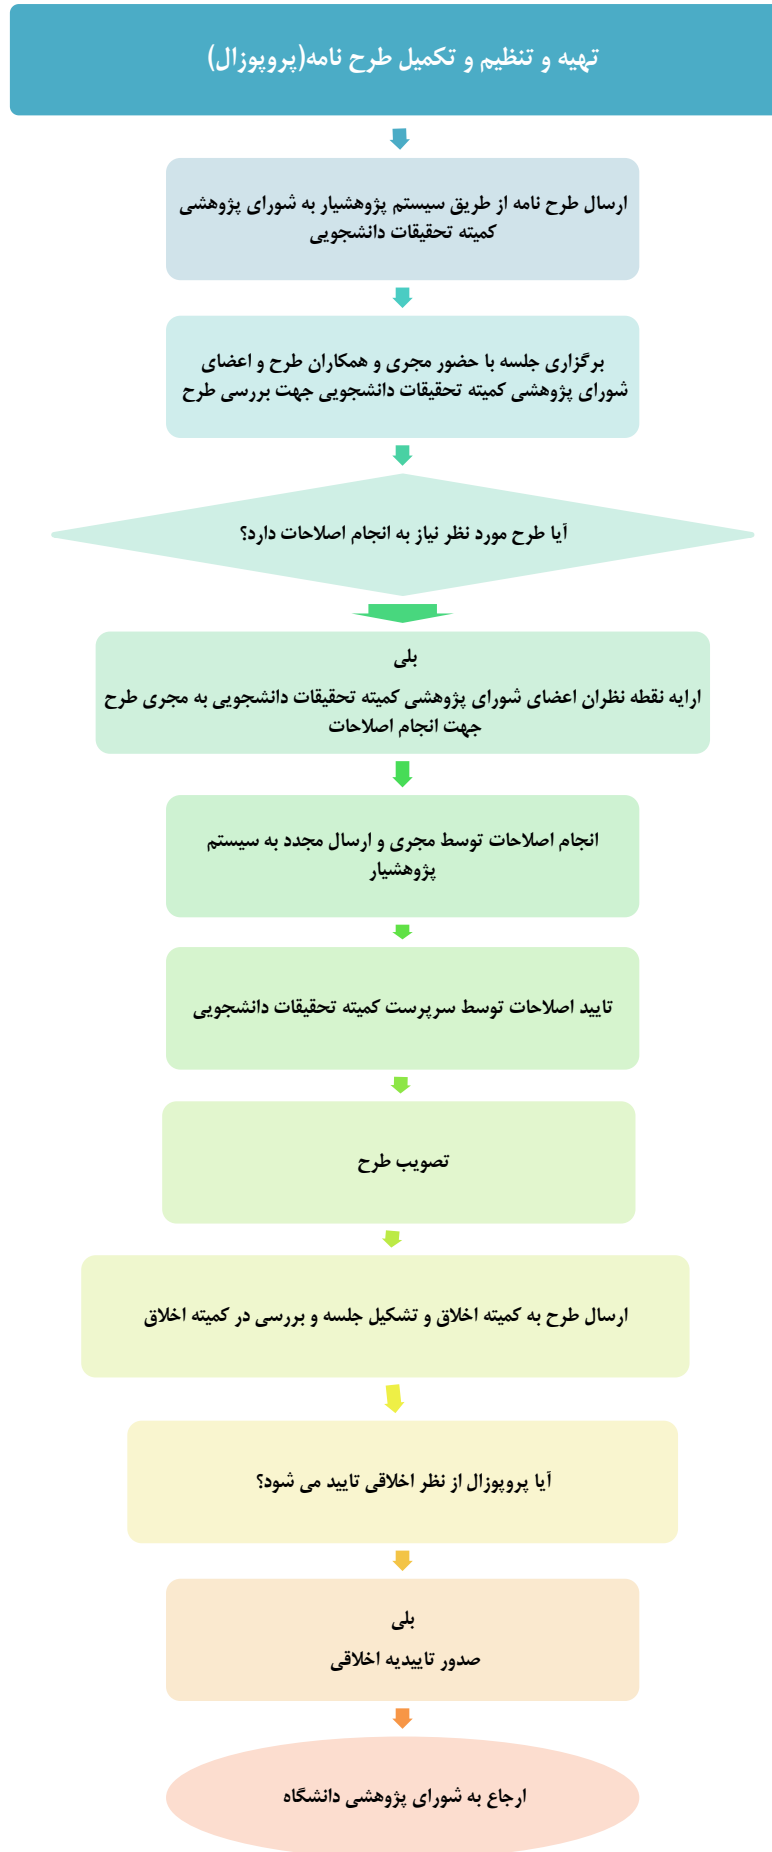 تهیه و تنظیم و تکمیل طرح نامه(پروپوزال)
ارسال طرح نامه از طریق سیستم پژوهشیار به شورای پژوهشی
کمیته تحقیقات دانشجویی
برگزاری جلسه با حضور مجری و همکاران طرح و اعضای
شورای پژوهشی کمیته تحقیقات دانشجویی جهت بررسی طرح
آیا طرح مورد نظر نیاز به انجام اصلاحات دارد؟
بلی
ارایه نقطه نظران اعضای شورای پژوهشی کمیته تحقیقات دانشجویی به مجری طرح
جهت انجام اصلاحات
انجام اصلاحات توسط مجری و ارسال مجدد به سیستم
پژوهشیار
تایید اصلاحات توسط سرپرست کمیته تحقیقات دانشجویی
تصویب طرح
ارسال طرح به کمیته اخلاق و تشکیل جلسه و بررسی در کمیته اخلاق
آیا پروپوزال از نظر اخلاقی تایید می شود؟
بلی
صدور تاییدیه اخلاقی
ارجاع به شورای پژوهشی دانشگاه